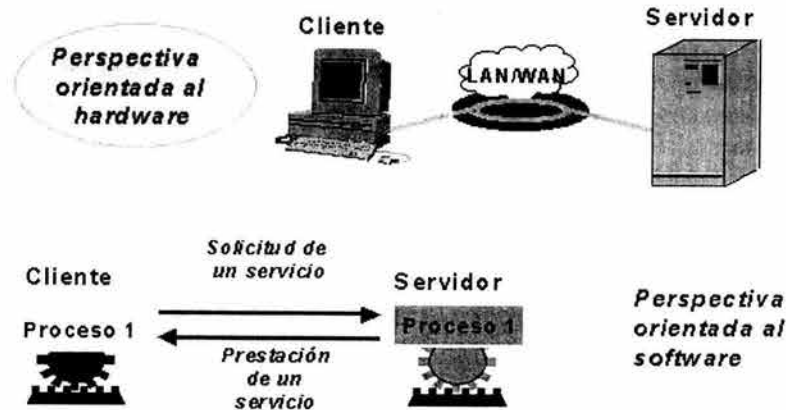 Perspectiva
orientada al
hardware
Cliente
LAN/WAN
Servidor
Cliente
Proceso 1
Solicitud de
un servicio
Prestación
de un
servicio
Servidor
Proceso 1
Perspectiva
orientada al
software